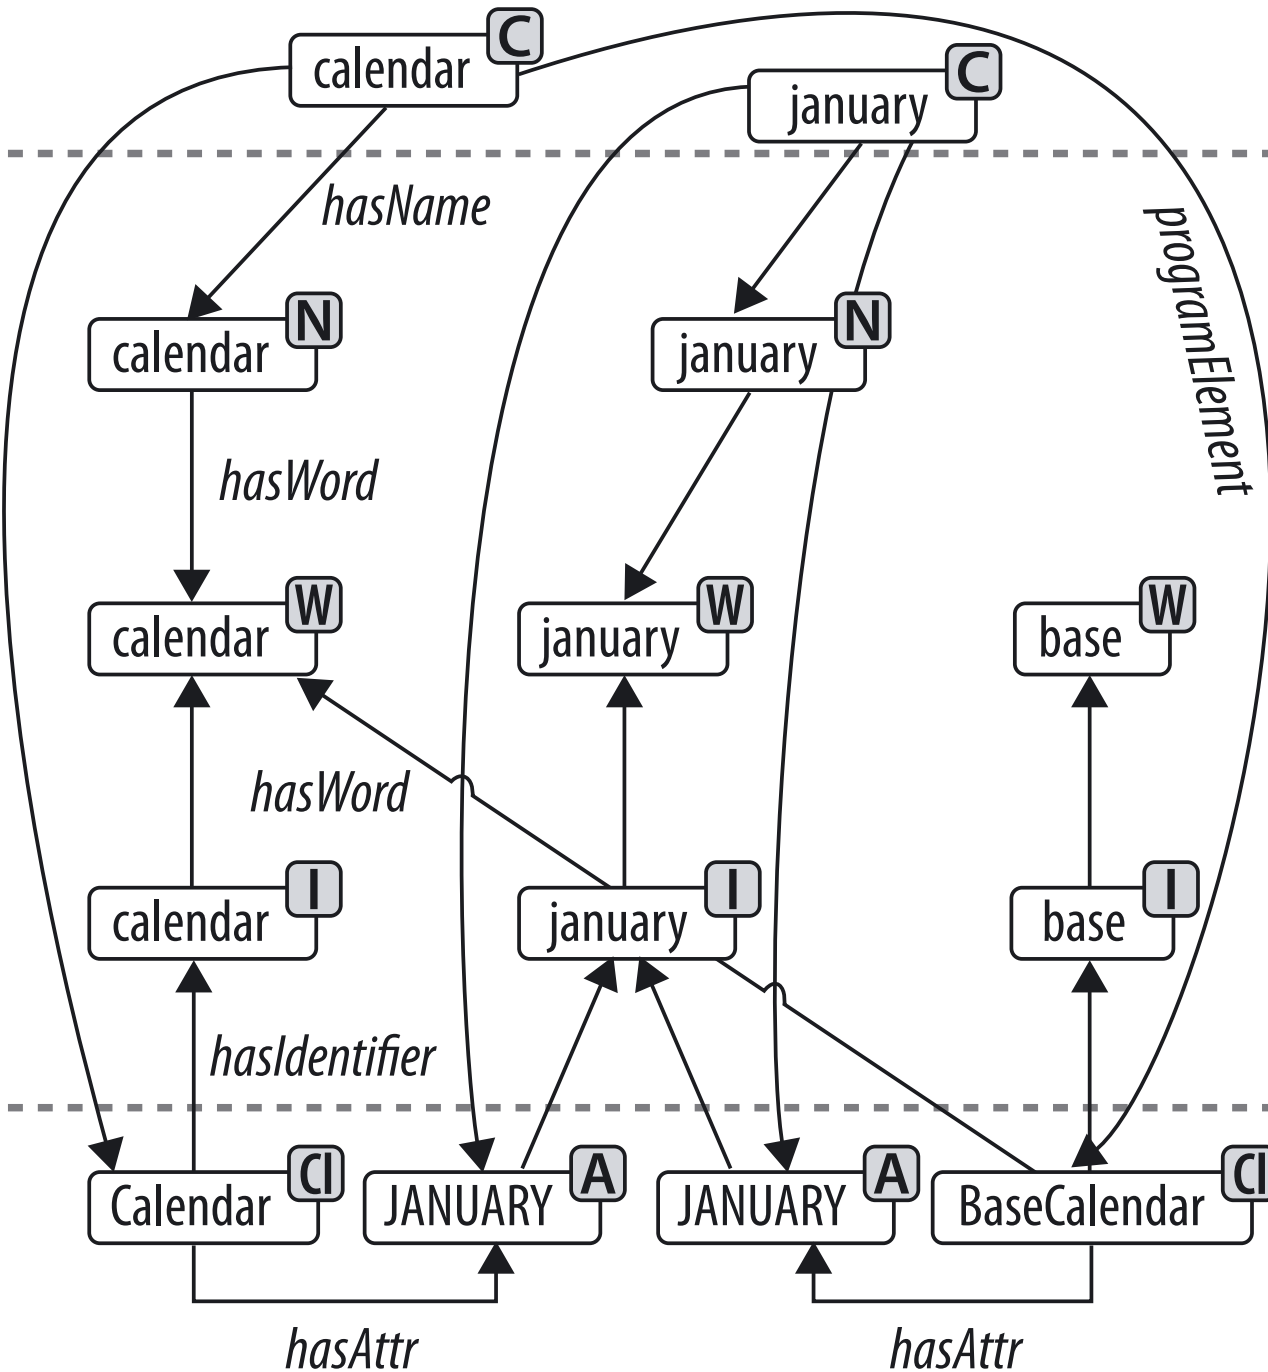 calendar C
january C
hasName
programElement
calendar N
january N
hasWord
calendar W
january W
base W
hasWord
calendar I
january I
base I
hasIdentifier
Calendar Cl
JANUARY A
JANUARY A
BaseCalendar Cl
hasAttr
hasAttr